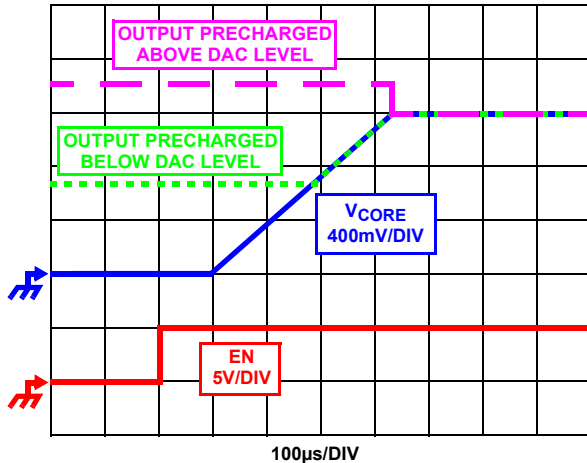 OUTPUT PRECHARGED
ABOVE DAC LEVEL
OUTPUT PRECHARGED
BELOW DAC LEVEL
VCORE
400mV/DIV
EN
5V/DIV
100µs/DIV